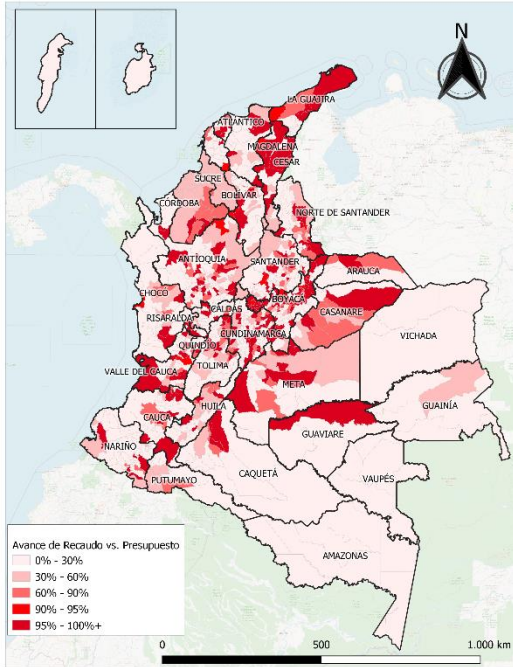 N
LA GUAJIRA
ATLÁNTICO
MAGDALENA
CESAR
SUCRE
CÓRDOBA
BOLÍVAR
NORTE DE SANTANDER
ANTIOQUIA
SANTANDER
ARAUCA
CHOCÓ
BOYACÁ
CASANARE
CALDAS
RISARALDA
CUNDINAMARCA
VICHADA
QUINDÍO
VALLE DEL CAUCA
TOLIMA
META
CAUCA
HUILA
GUAINÍA
GUAVIARE
NARIÑO
CAQUETÁ
VAUPÉS
PUTUMAYO
AMAZONAS
Avance de Recaudo vs. Presupuesto
0% - 30%
30% - 60%
60% - 90%
90% - 95%
95% - 100%+
0 500 1.000 km